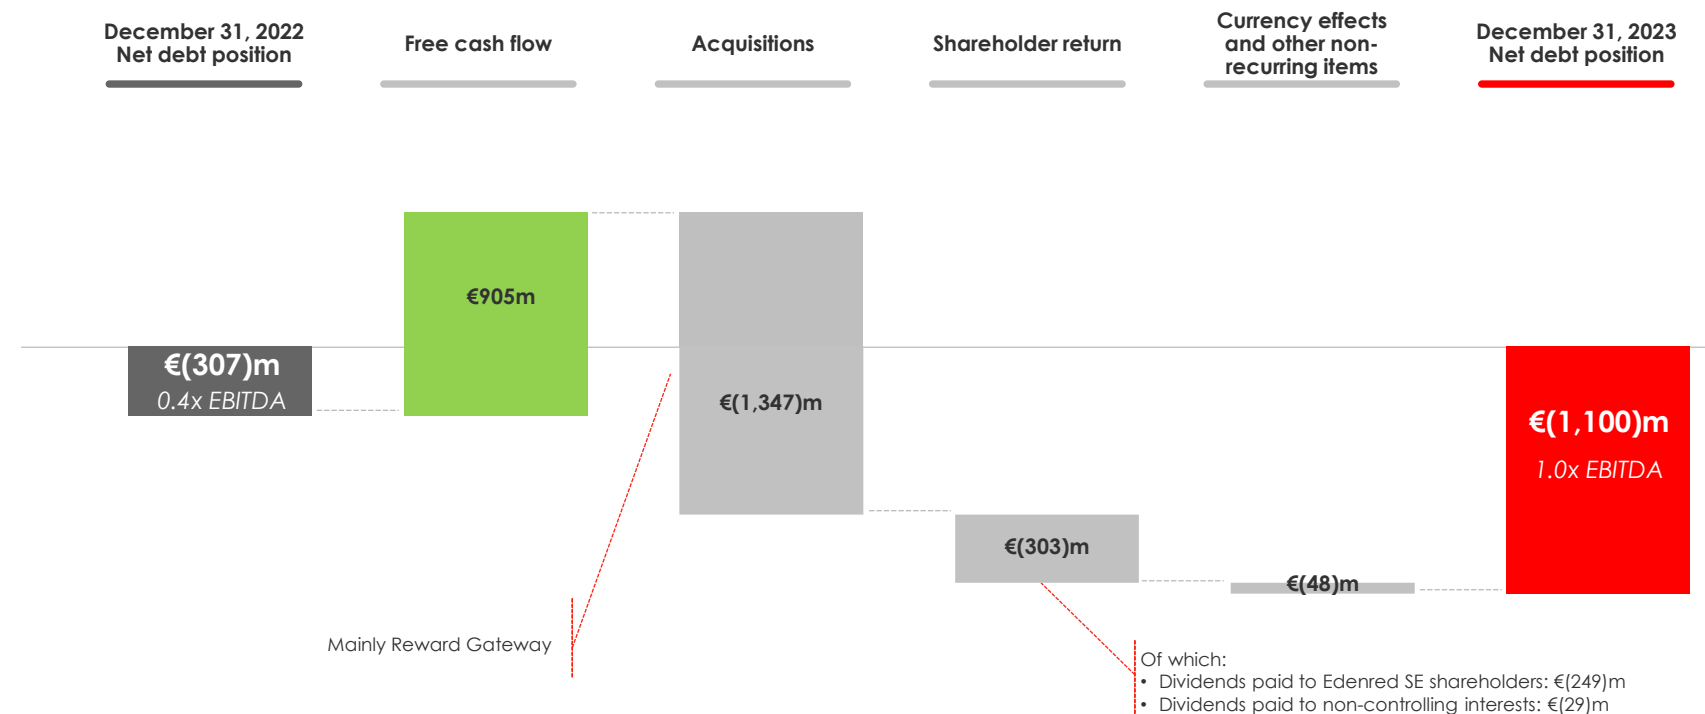 December 31, 2022
Net debt position
Free cash flow
Acquisitions
Shareholder return
Currency effects
and other non-
recurring items
December 31, 2023
Net debt position
€(307)m
0.4x EBITDA
€905m
€(1,347)m
€(303)m
€(48)m
€(1,100)m
1.0x EBITDA
Mainly Reward Gateway
Of which:
• Dividends paid to Edenred SE shareholders: €(249)m
• Dividends paid to non-controlling interests: €(29)m